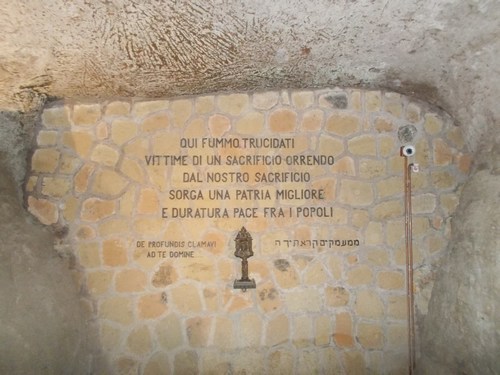 QUI FUMMO TRUCIDATI
VITTIME DI UN SACRIFICIO ORRENDO
DAL NOSTRO SACRIFICIO
SORGA UNA PATRIA MIGLIORE
E DURATURA PACE FRA I POPOLI
DE PROFUNDIS CLAMAVI
AD TE DOMINE...
ממעמקים קראתיך ה